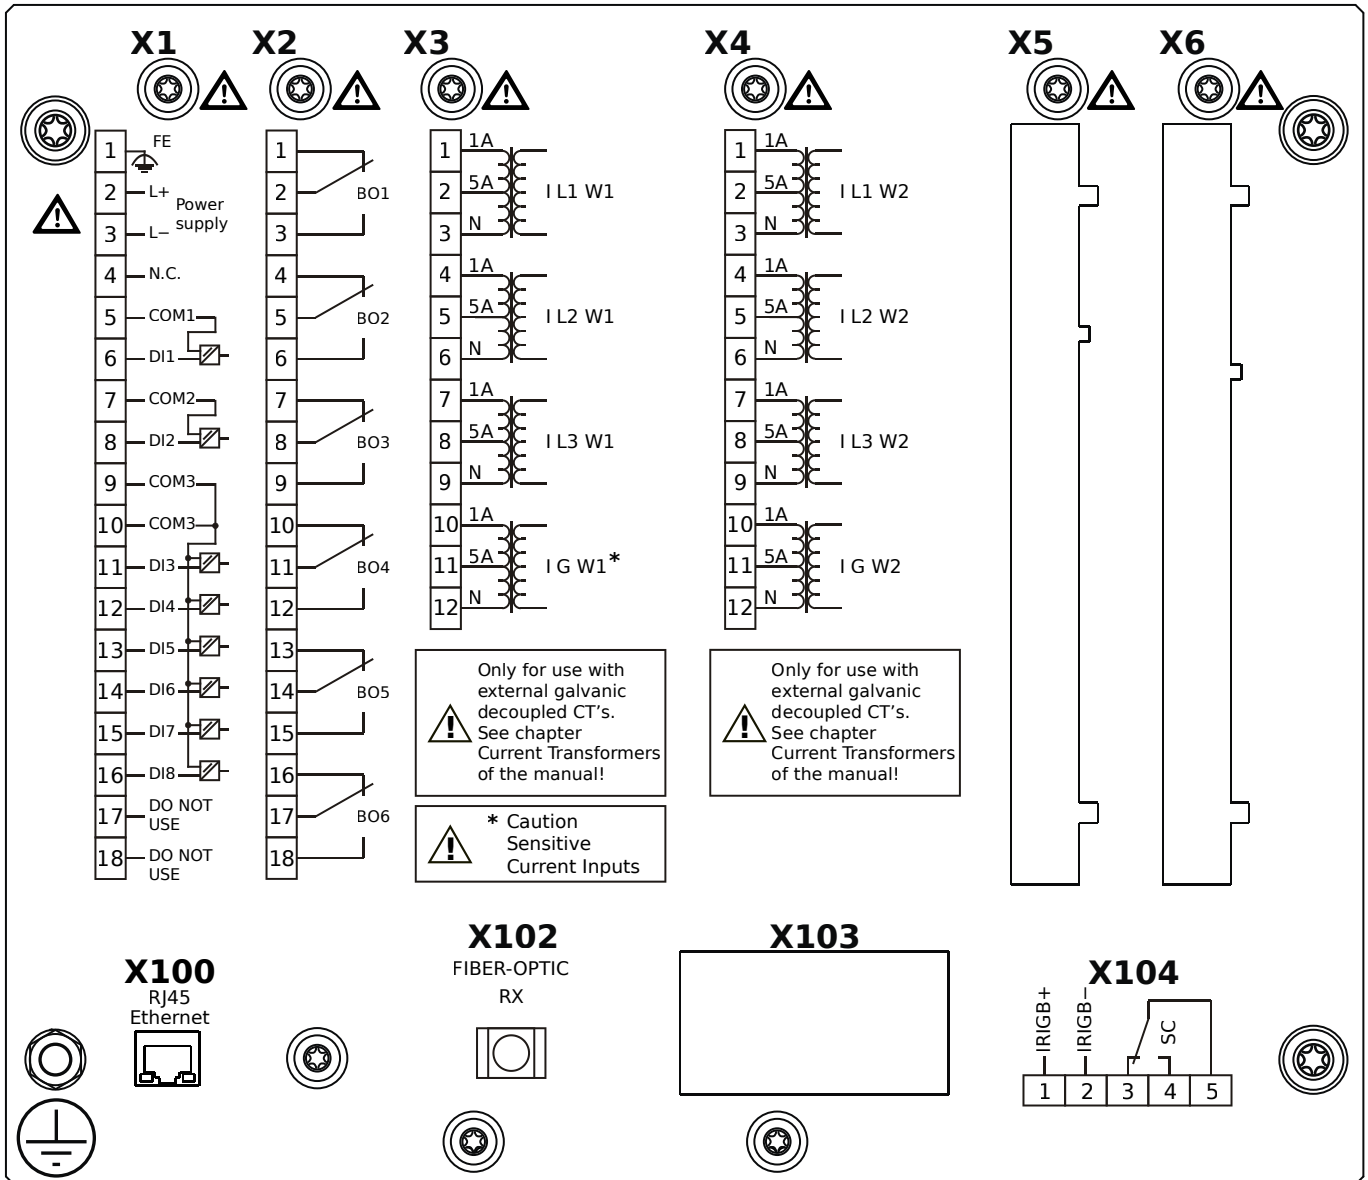 X1
X2
X3
X4
X5
X6
1
FE
2
L+
Power
supply
3
L−
4
N.C.
5
COM1
6
DI1
7
COM2
8
DI2
9
COM3
10
COM3
11
DI3
12
DI4
13
DI5
14
DI6
15
DI7
16
DI8
17
DO NOT
USE
18
DO NOT
USE
1
2
BO1
3
4
5
BO2
6
7
8
BO3
9
10
11
BO4
12
13
14
BO5
15
16
17
BO6
18
1
1A
2
5A
I L1 W1
3
N
4
1A
5
5A
I L2 W1
6
N
7
1A
8
5A
I L3 W1
9
N
10
1A
11
5A
I G W1*
12
N
Only for use with
external galvanic
decoupled CT's.
See chapter
Current Transformers
of the manual!
* Caution
Sensitive
Current Inputs
1
1A
2
5A
I L1 W2
3
N
4
1A
5
5A
I L2 W2
6
N
7
1A
8
5A
I L3 W2
9
N
10
1A
11
5A
I G W2
12
N
Only for use with
external galvanic
decoupled CT's.
See chapter
Current Transformers
of the manual!
X100
RJ45
Ethernet
X102
FIBER-OPTIC
RX
X103
X104
IRIGB+
IRIGB−
SC
1
2
3
4
5